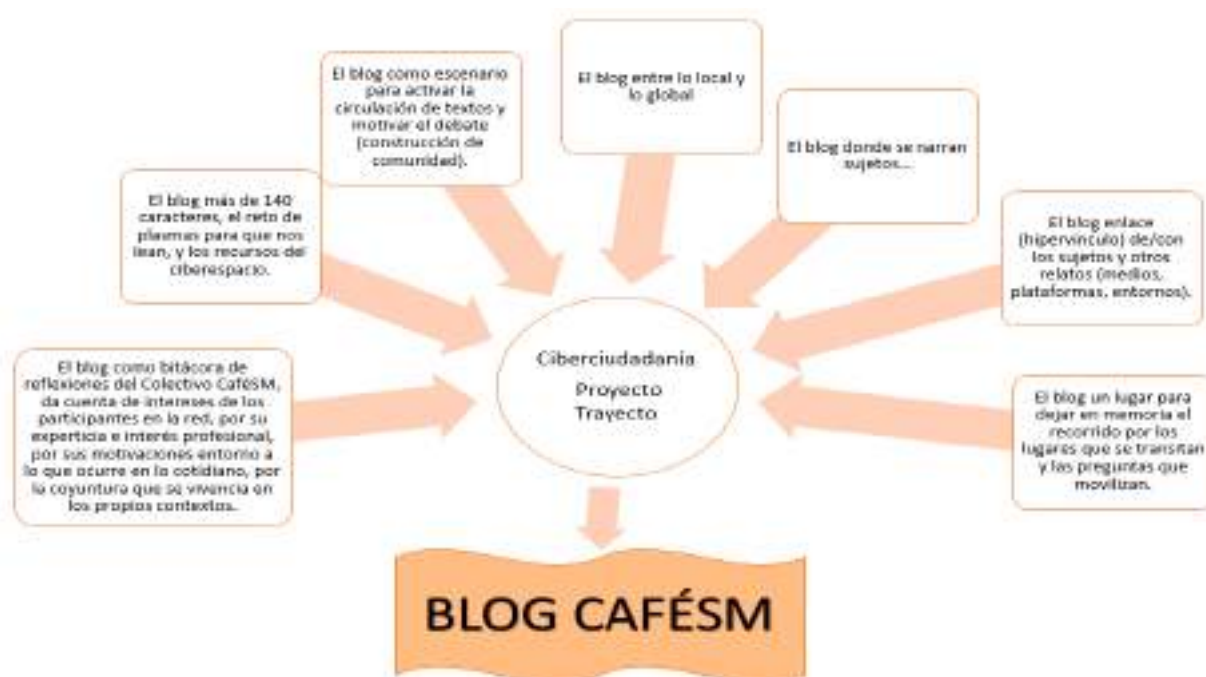 El blog como bitácora de
reflexiones del Colectivo CaféSM,
da cuenta de intereses de los
participantes en la red, por su
experticia e interés profesional,
por sus motivaciones entorno a
lo que ocurre en lo cotidiano, por
la coyuntura que se vivencia en
los propios contextos.
El blog más de 140
caracteres, el reto de
plasmas para que nos
lean, y los recursos del
ciberespacio.
El blog como escenario
para activar la
circulación de textos y
motivar el debate
(construcción de
comunidad).
El blog entre lo local y
lo global
El blog donde se narran
sujetos...
El blog enlace
(hipervínculo) de/con
los sujetos y otros
relatos (medios,
plataformas, entornos).
El blog un lugar para
dejar en memoria el
recorrido por los
lugares que se transitan
y las preguntas que
movilizan.
Ciberciudadanía
Proyecto
Trayecto
BLOG CAFÉSM